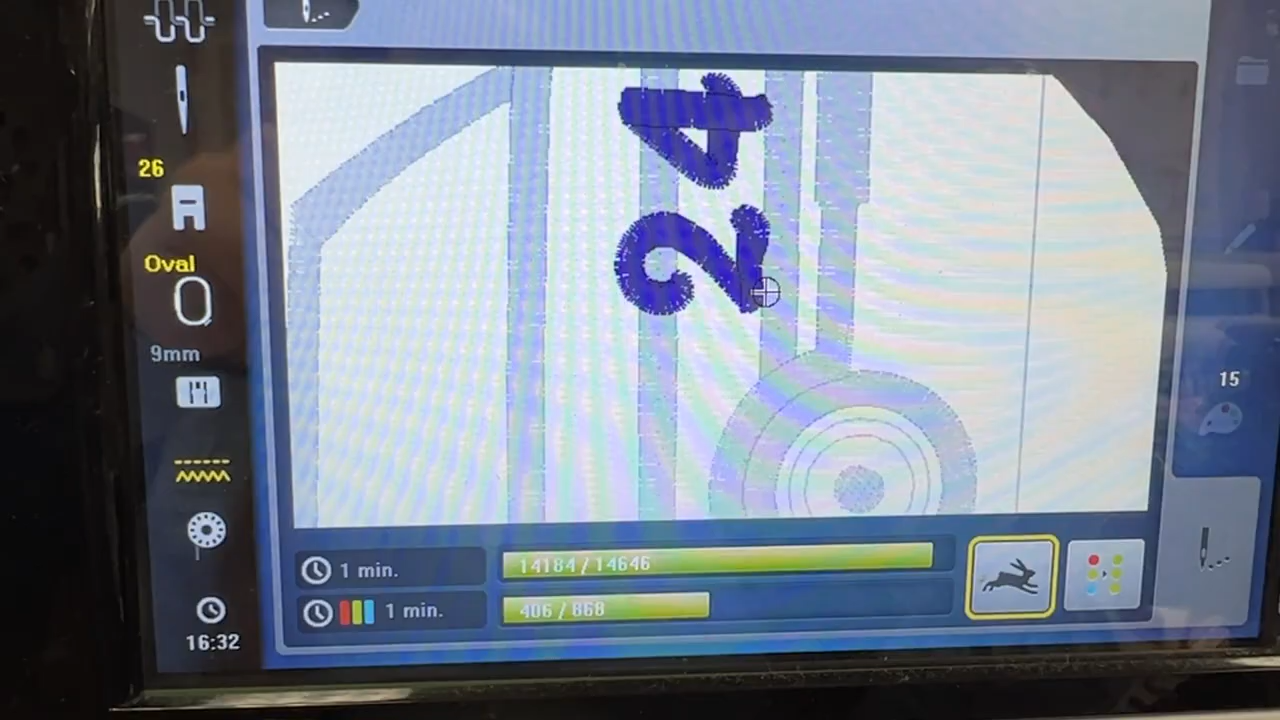 26
Oval
9mm
16:32
24
1 min.
14184 / 14646
1 min.
406 / 868
15